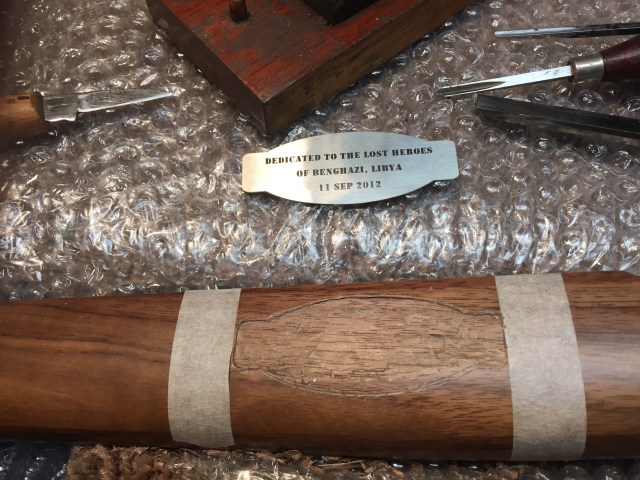 DEDICATED TO THE LOST HEROES
OF BENGHAZI, LIBYA
11 SEP 2012